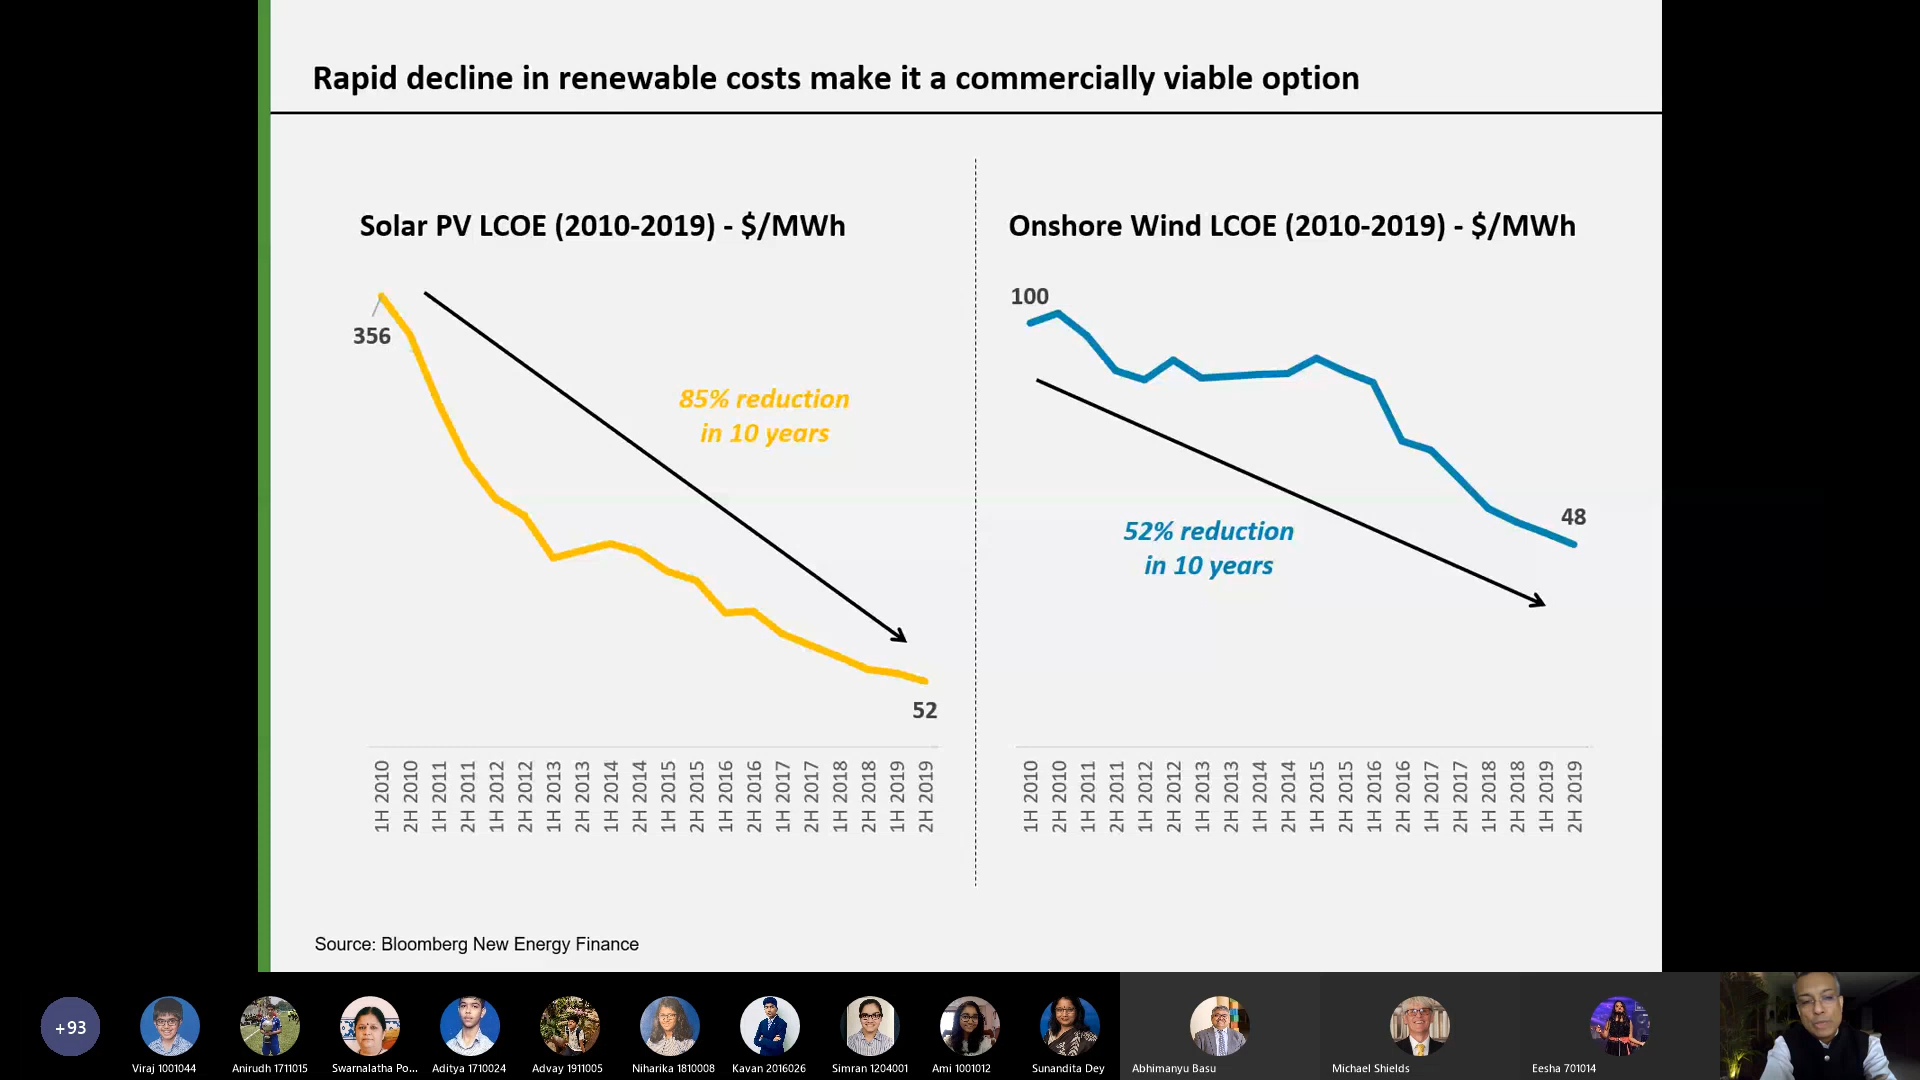 Rapid decline in renewable costs make it a commercially viable option
Solar PV LCOE (2010-2019) - $/MWh
356
85% reduction
in 10 years
52
1H 2010
2H 2010
1H 2011
2H 2011
1H 2012
2H 2012
1H 2013
2H 2013
1H 2014
2H 2014
1H 2015
2H 2015
1H 2016
2H 2016
1H 2017
2H 2017
1H 2018
2H 2018
1H 2019
2H 2019
Onshore Wind LCOE (2010-2019) - $/MWh
100
48
52% reduction
in 10 years
1H 2010
2H 2010
1H 2011
2H 2011
1H 2012
2H 2012
1H 2013
2H 2013
1H 2014
2H 2014
1H 2015
2H 2015
1H 2016
2H 2016
1H 2017
2H 2017
1H 2018
2H 2018
1H 2019
2H 2019
Source: Bloomberg New Energy Finance
+93
Viraj 1001044
Anirudh 1711015
Swarnalatha Po...
Aditya 1710024
Advay 1911005
Niharika 1810008
Kavan 2016026
Simran 1204001
Ami 1001012
Sunandita Dey
Abhimanyu Basu
Michael Shields
Eesha 701014